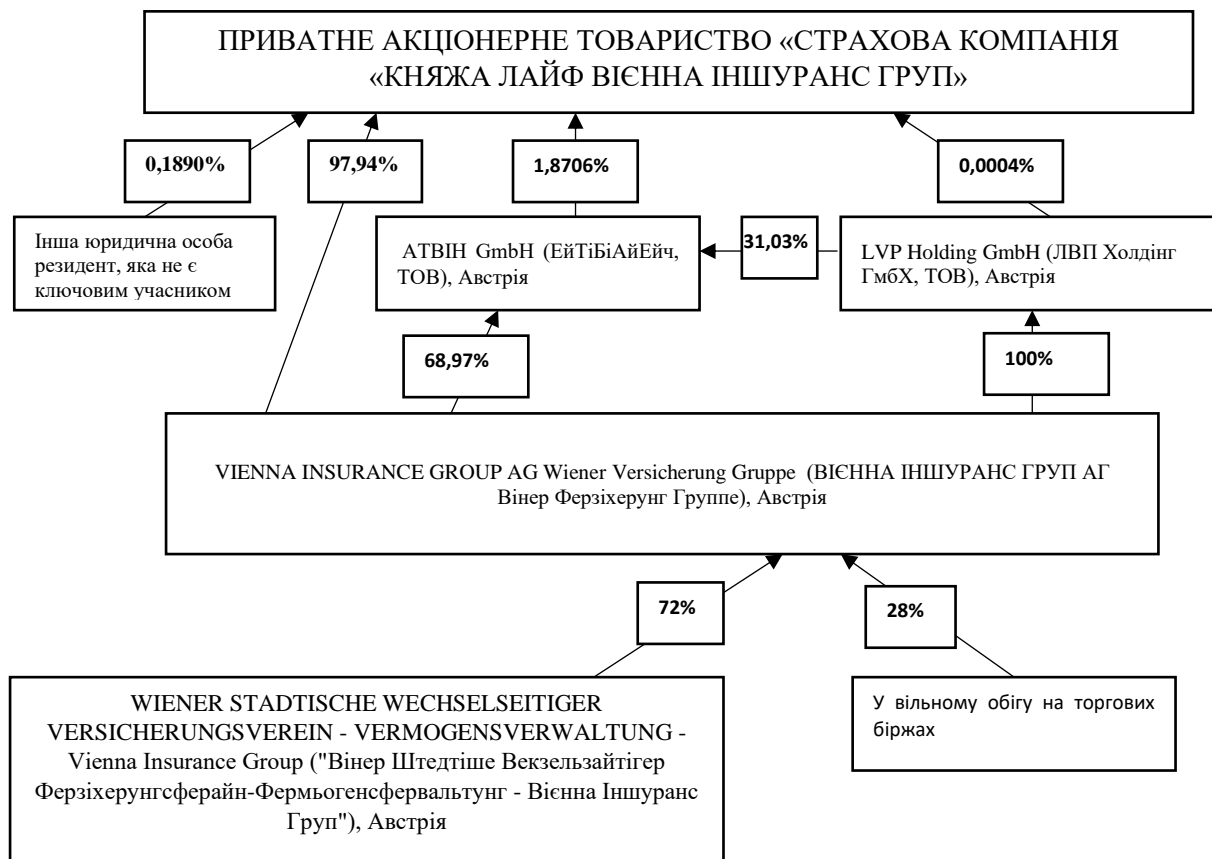 ПРИВАТНЕ АКЦІОНЕРНЕ ТОВАРИСТВО «СТРАХОВА КОМПАНІЯ
«КНЯЖА ЛАЙФ ВІЄННА ІНШУРАНС ГРУП»
0,1890%
97,94%
1,8706%
0,0004%
Інша юридична особа
резидент, яка не є
ключовим учасником
АТВІН GmbH (ЕйТіБіАйЕйч,
ТОВ), Австрія
31,03%
LVP Holding GmbH (ЛВП Холдінг
ГмбХ, ТОВ), Австрія
68,97%
100%
VIENNA INSURANCE GROUP AG Wiener Versicherung Gruppe (ВІЄННА ІНШУРАНС ГРУП АГ
Вінер Ферзіхерунг Группе), Австрія
72%
28%
WIENER STADTISCHE WECHSELSEITIGER
VERSICHERUNGSVEREIN - VERMOGENSVERWALTUNG -
Vienna Insurance Group ("Вінер Штедтіше Векзельзайтігер
Ферзіхерунгсферайн-Фермьогенсфервальтунг - Вієнна Іншуранс
Груп"), Австрія
У вільному обігу на торгових
біржах